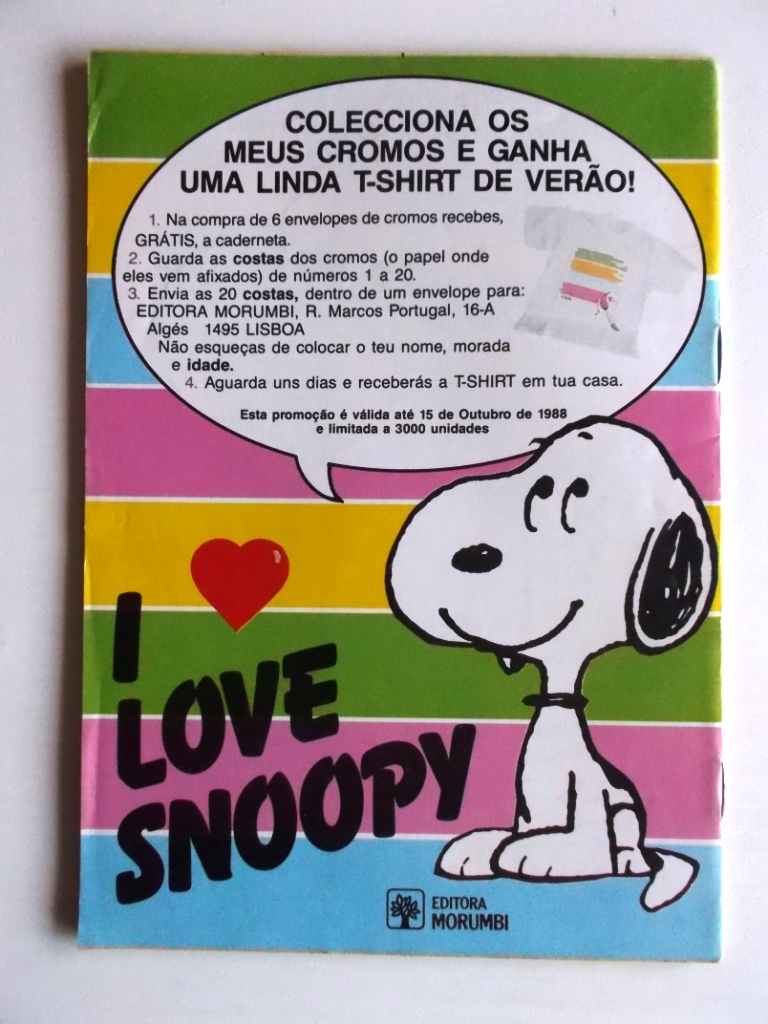 COLECCIONA OS
MEUS CROMOS E GANHA
UMA LINDA T-SHIRT DE VERÃO!
1. Na compra de 6 envelopes de cromos recebes,
GRÁTIS, a caderneta.
2. Guarda as costas dos cromos (o papel onde
eles vem afixados) de números 1 a 20.
3. Envia as 20 costas, dentro de um envelope para:
EDITORA MORUMBI, R. Marcos Portugal, 16-A
Algés 1495 LISBOA
Não esqueças de colocar o teu nome, morada
e idade.
4. Aguarda uns dias e receberás a T-SHIRT em tua casa.
Esta promoção é válida até 15 de Outubro de 1988
e limitada a 3000 unidades
I
LOVE
SNOOPY
EDITORA
MORUMBI